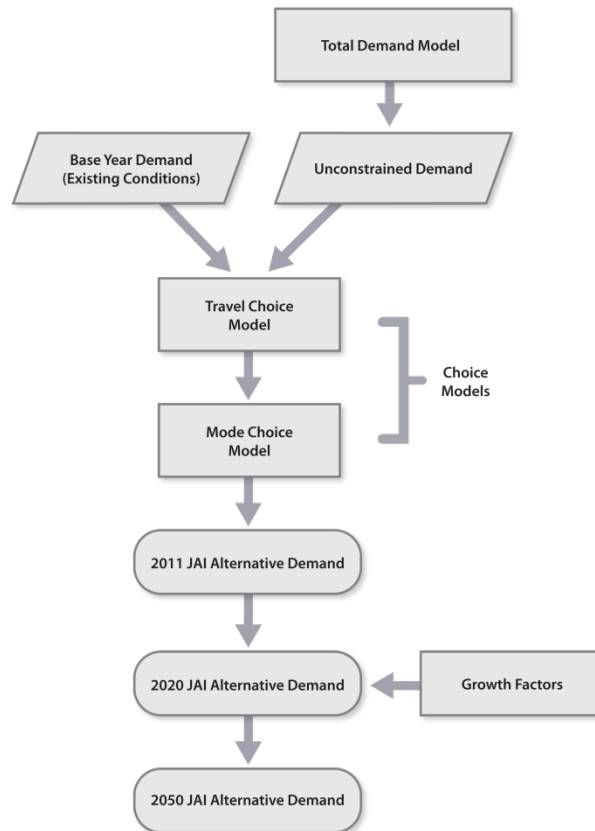 Total Demand Model
Base Year Demand
(Existing Conditions)
Unconstrained Demand
Travel Choice
Model
Choice
Models
Mode Choice
Model
2011 JAI Alternative Demand
2020 JAI Alternative Demand
Growth Factors
2050 JAI Alternative Demand